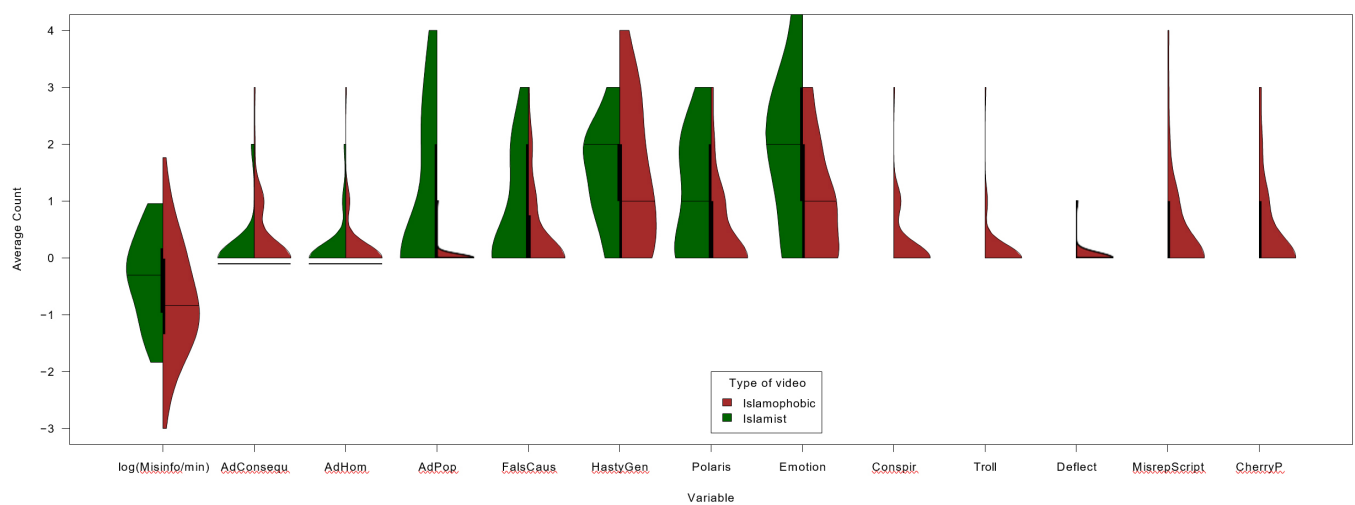 4
3
2
1
0
−1
−2
−3
Average Count
Type of video
Islamophobic
Islamist
log(Misinfo/min) AdConsequ AdHom AdPop FalsCaus HastyGen Polaris Emotion Conspir Troll Deflect MisrepScript CherryP
Variable